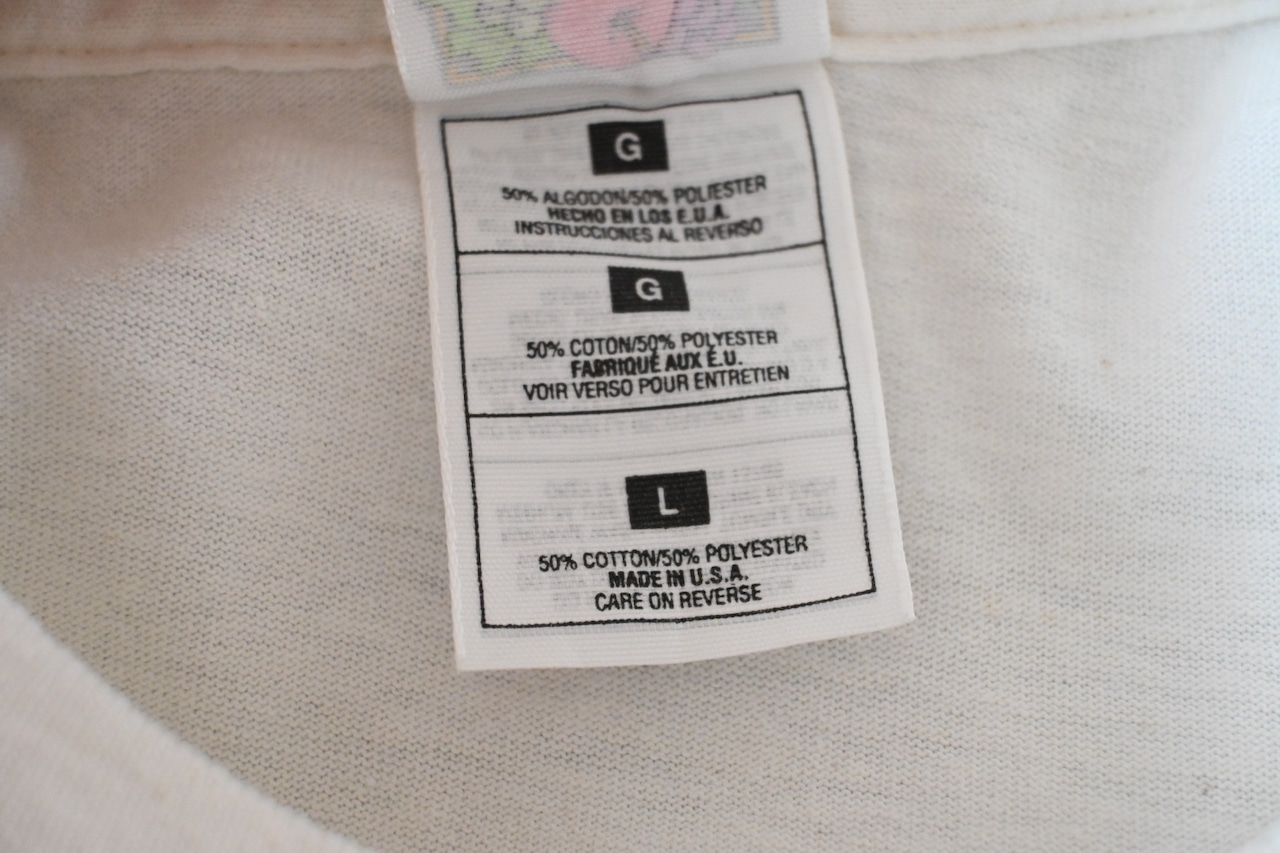 G
50% ALGODON/50% POLIESTER
HECHO EN LOS E.U.A.
INSTRUCCIONES AL REVERSO
G
50% COTON/50% POLYESTER
FABRIQUÉ AUX É.U.
VOIR VERSO POUR ENTRETIEN
L
50% COTTON/50% POLYESTER
MADE IN U.S.A.
CARE ON REVERSE